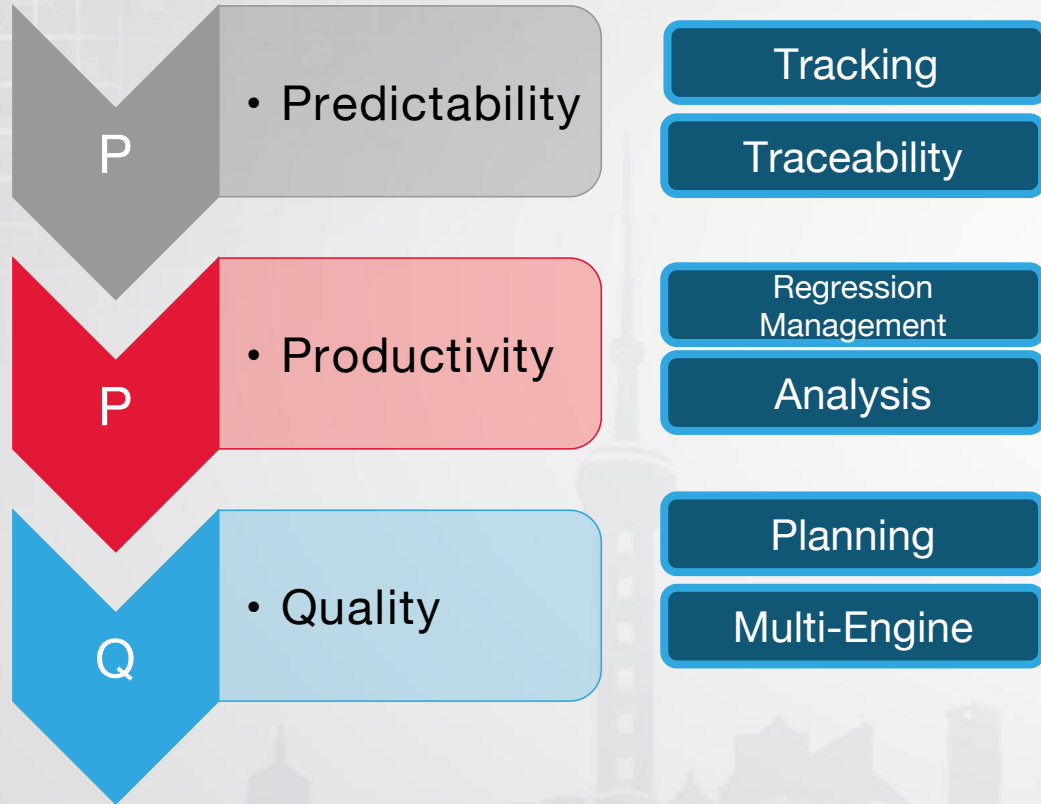 P
• Predictability
Tracking
Traceability
P
• Productivity
Regression
Management
Analysis
Q
• Quality
Planning
Multi-Engine